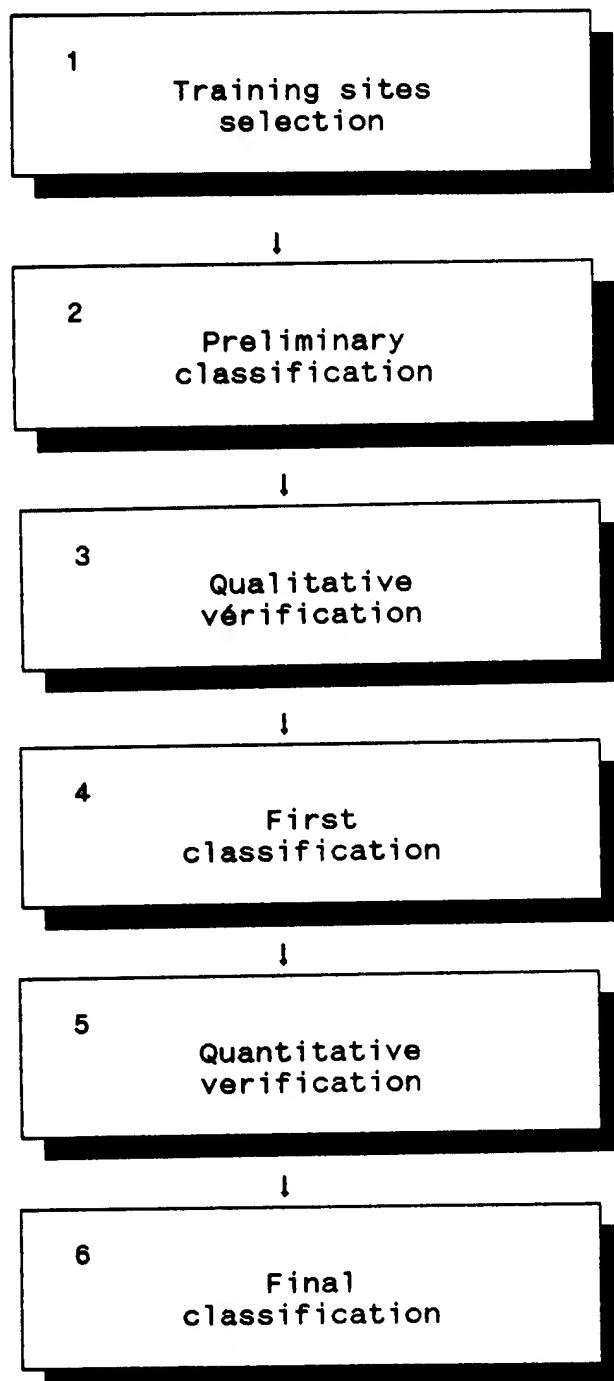 1
Training sites
selection
↓
2
Preliminary
classification
↓
3
Qualitative
vérification
↓
4
First
classification
↓
5
Quantitative
verification
↓
6
Final
classification